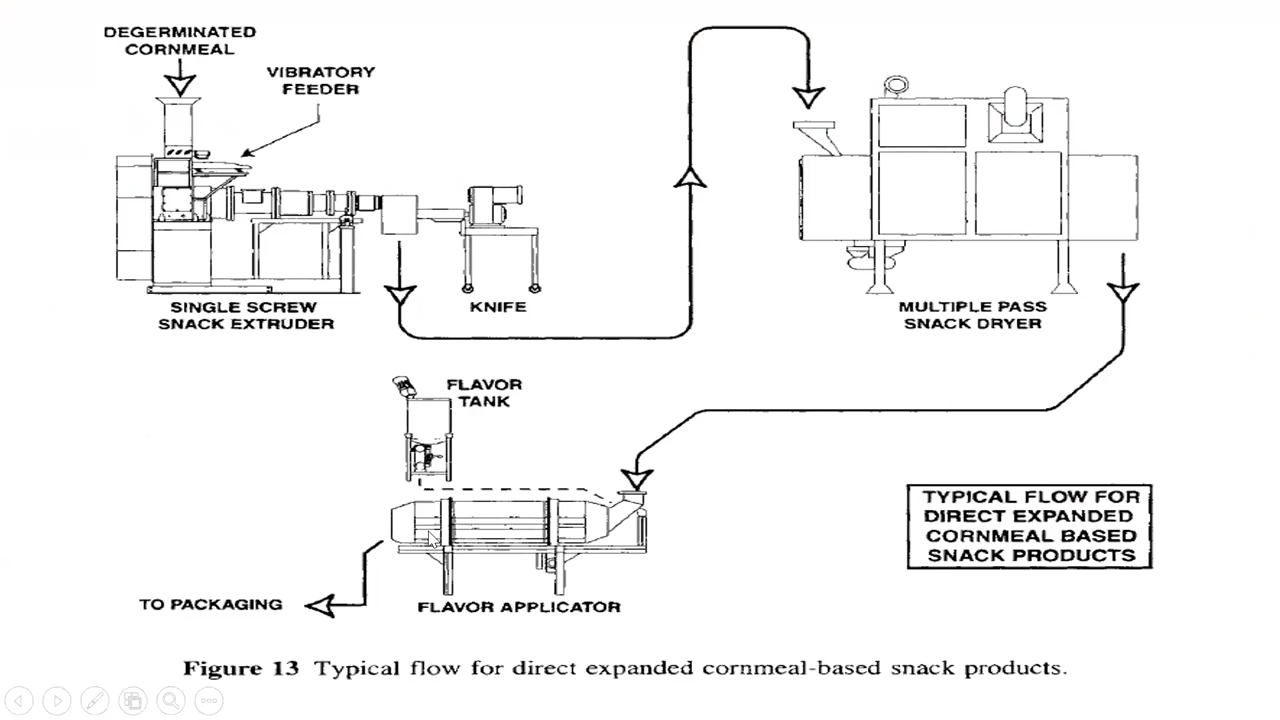 DEGERMINATED
CORNMEAL
VIBRATORY
FEEDER
SINGLE SCREW
SNACK EXTRUDER
KNIFE
MULTIPLE PASS
SNACK DRYER
FLAVOR
TANK
TYPICAL FLOW FOR
DIRECT EXPANDED
CORNMEAL BASED
SNACK PRODUCTS
TO PACKAGING
FLAVOR APPLICATOR
Figure 13 Typical flow for direct expanded cornmeal-based snack products.